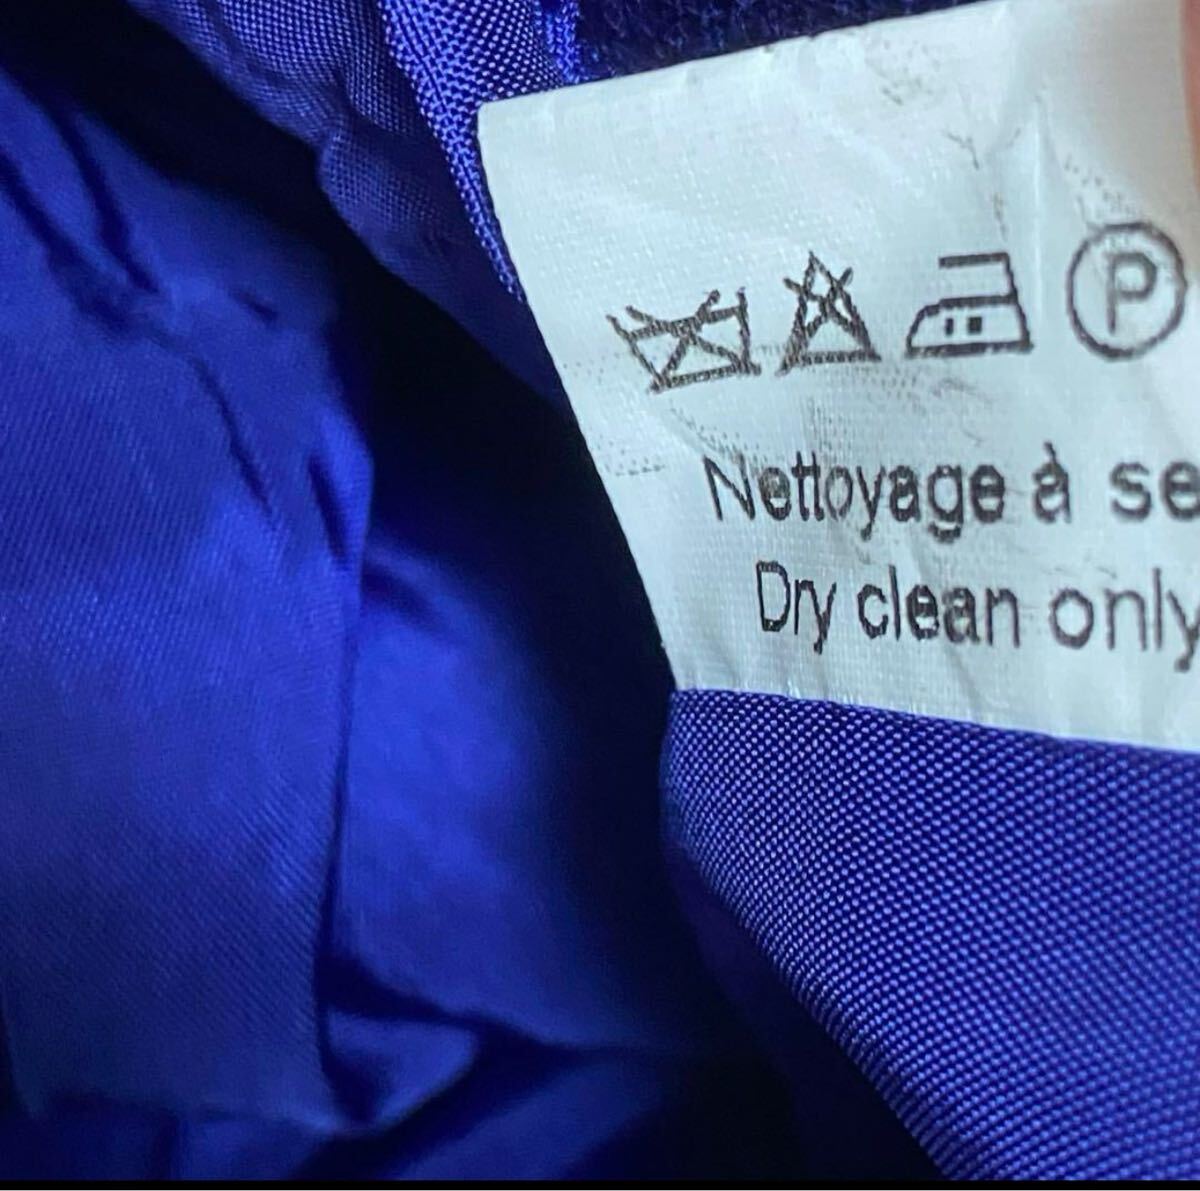 P
Nettoyage à se
Dry clean only